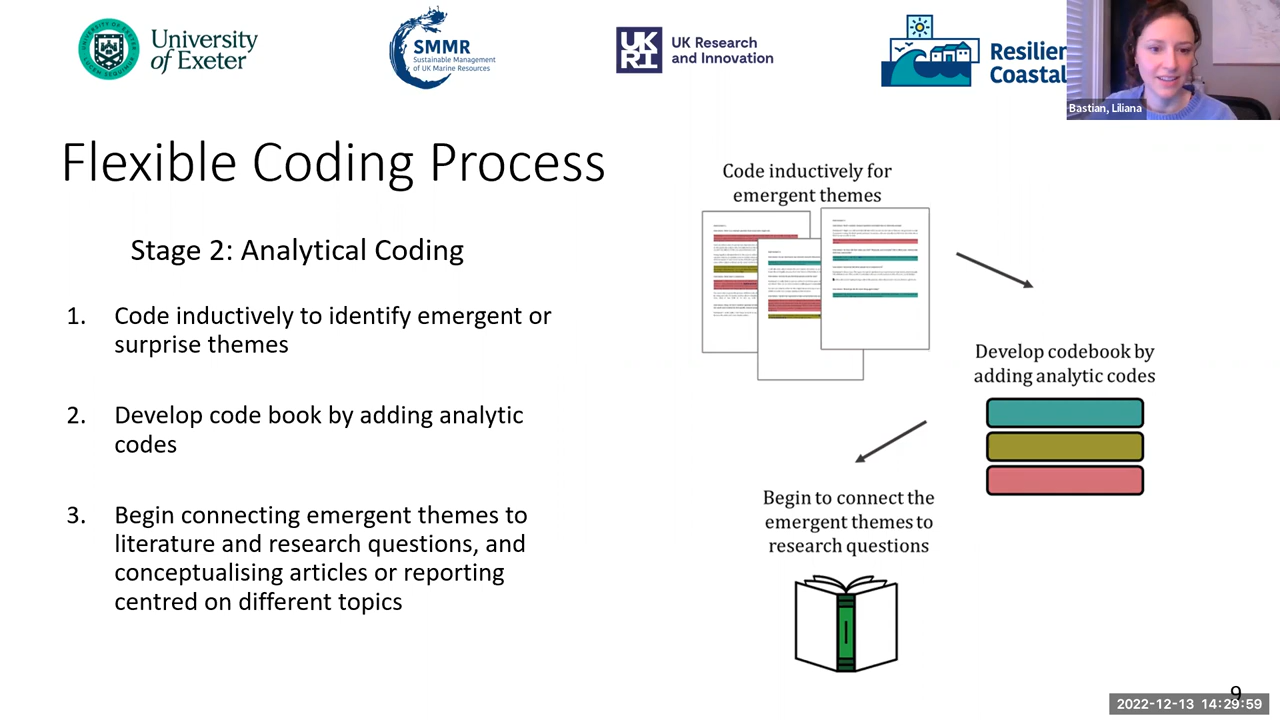 University
of Exeter
SMMR
Sustainable Management
of UK Marine Resources
UK
RI
UK Research
and Innovation
Resilien
Coastal
Bastian, Liliana
Flexible Coding Process
Stage 2: Analytical Coding
1. Code inductively to identify emergent or
surprise themes
2. Develop code book by adding analytic
codes
3. Begin connecting emergent themes to
literature and research questions, and
conceptualising articles or reporting
centred on different topics
Code inductively for
emergent themes
Develop codebook by
adding analytic codes
Begin to connect the
emergent themes to
research questions
9
2022-12-13 14:29:59